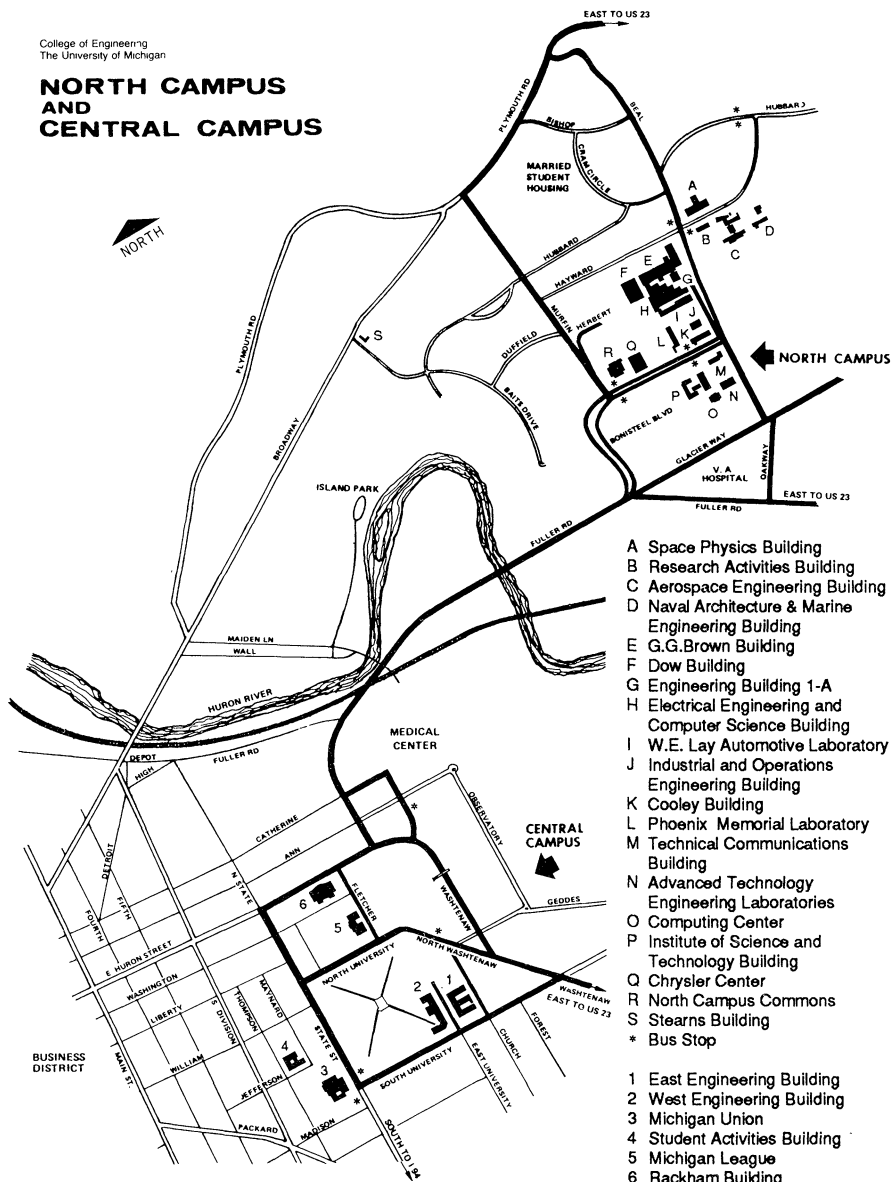 College of Engineering
The University of Michigan
NORTH CAMPUS
AND
CENTRAL CAMPUS
EAST TO US 23
NORTH
PLYMOUTH RD
BISHOP
BEAL
HUBBARD
CRAM CIRCLE
MARRIED
STUDENT
HOUSING
A
B
C
D
HUBBARD
HAYWARD
E
F
G
H
I
J
K
L
MURFIN
HERBERT
DUFFIELD
BAITS DRIVE
R
Q
S
PLYMOUTH RD
BROADWAY
NORTH CAMPUS
M
N
O
P
BONISTEEL BLVD
GLACIER WAY
V. A
HOSPITAL
OAKWAY
EAST TO US 23
FULLER RD
ISLAND PARK
FULLER RD
MAIDEN LN
WALL
HURON RIVER
MEDICAL
CENTER
DEPOT
FULLER RD
HIGH
CATHERINE
ANN
OBSERVATORY
CENTRAL
CAMPUS
DETROIT
N STATE
FOURTH
FIFTH
6
5
FLETCHER
WASHTENAW
GEDDES
E HURON STREET
WASHINGTON
LIBERTY
WILLIAM
NORTH UNIVERSITY
NORTH WASHTENAW
WASHTENAW
EAST TO US 23
S DIVISION
THOMPSON
MAYNARD
STATE ST
2
1
4
3
BUSINESS
DISTRICT
MAIN ST.
JEFFERSON
SOUTH UNIVERSITY
EAST UNIVERSITY
CHURCH
FOREST
PACKARD
MADISON
SOUTH TO I 94
A Space Physics Building
B Research Activities Building
C Aerospace Engineering Building
D Naval Architecture & Marine
Engineering Building
E G.G.Brown Building
F Dow Building
G Engineering Building 1-A
H Electrical Engineering and
Computer Science Building
I W.E. Lay Automotive Laboratory
J Industrial and Operations
Engineering Building
K Cooley Building
L Phoenix Memorial Laboratory
M Technical Communications
Building
N Advanced Technology
Engineering Laboratories
O Computing Center
P Institute of Science and
Technology Building
Q Chrysler Center
R North Campus Commons
S Stearns Building
* Bus Stop
1 East Engineering Building
2 West Engineering Building
3 Michigan Union
4 Student Activities Building
5 Michigan League
6 Rackham Building